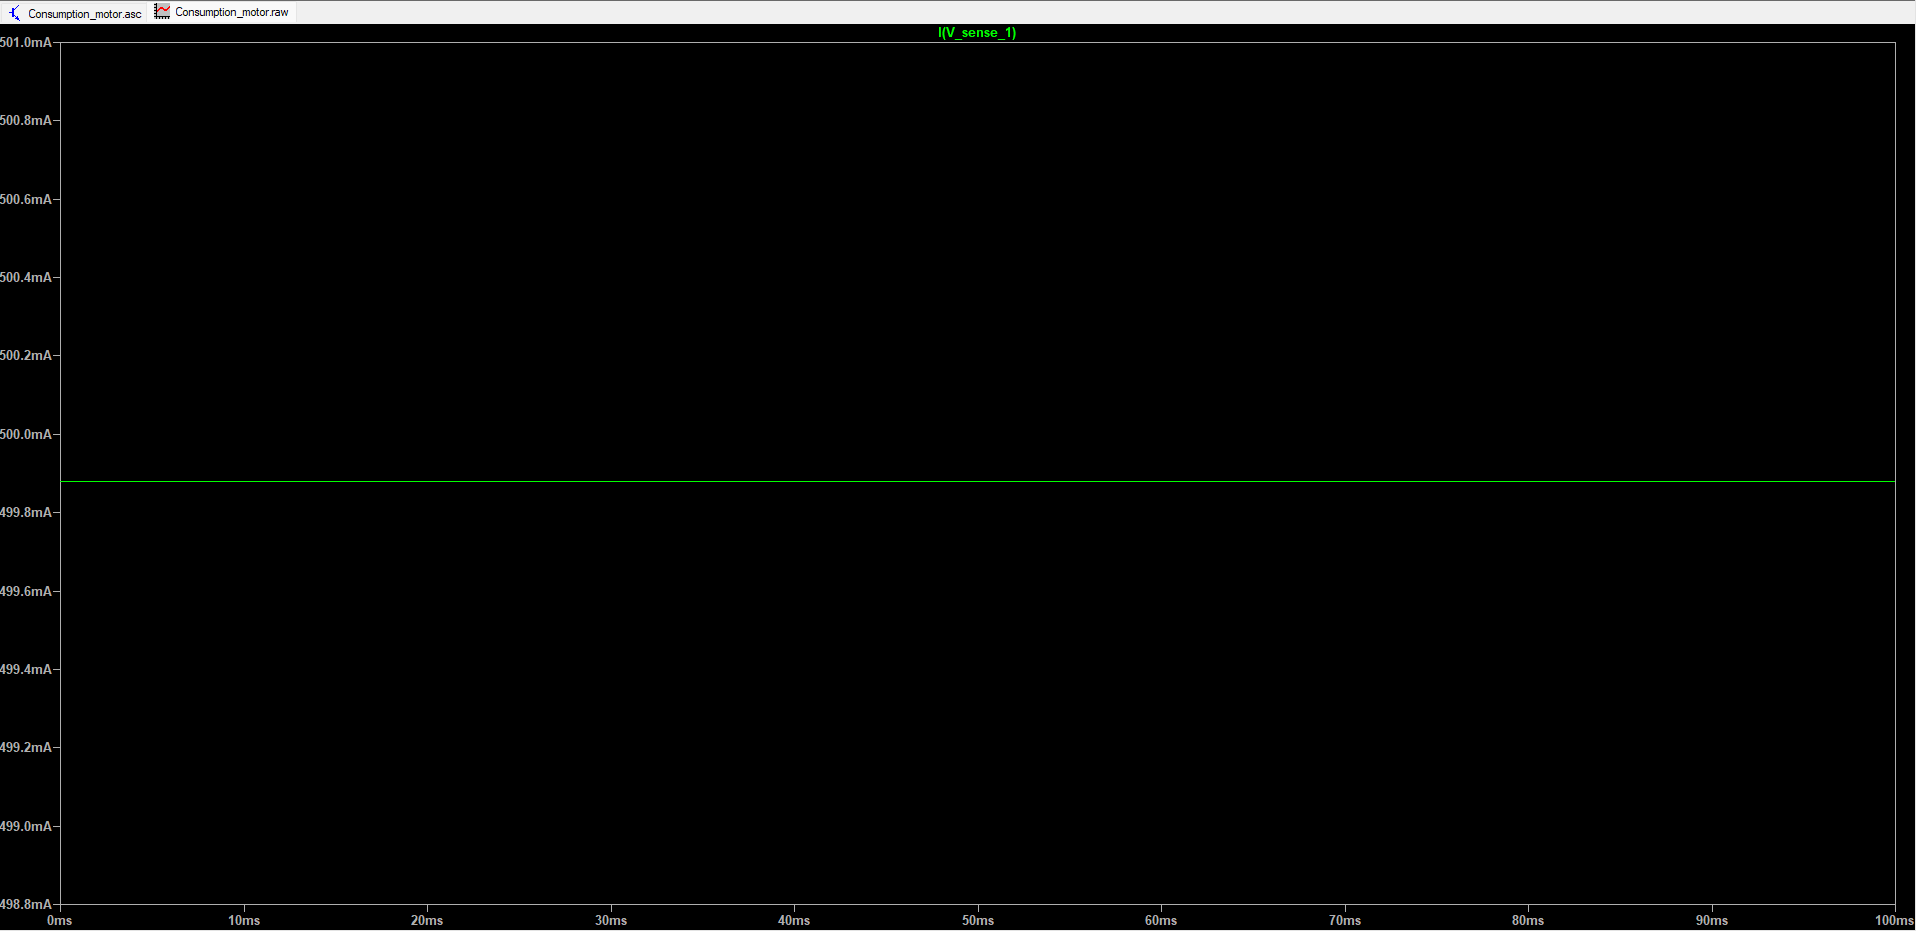 Consumption_motor.asc Consumption_motor.raw
I(V_sense_1)
501.0mA
500.8mA
500.6mA
500.4mA
500.2mA
500.0mA
499.8mA
499.6mA
499.4mA
499.2mA
499.0mA
498.8mA
0ms 10ms 20ms 30ms 40ms 50ms 60ms 70ms 80ms 90ms 100ms